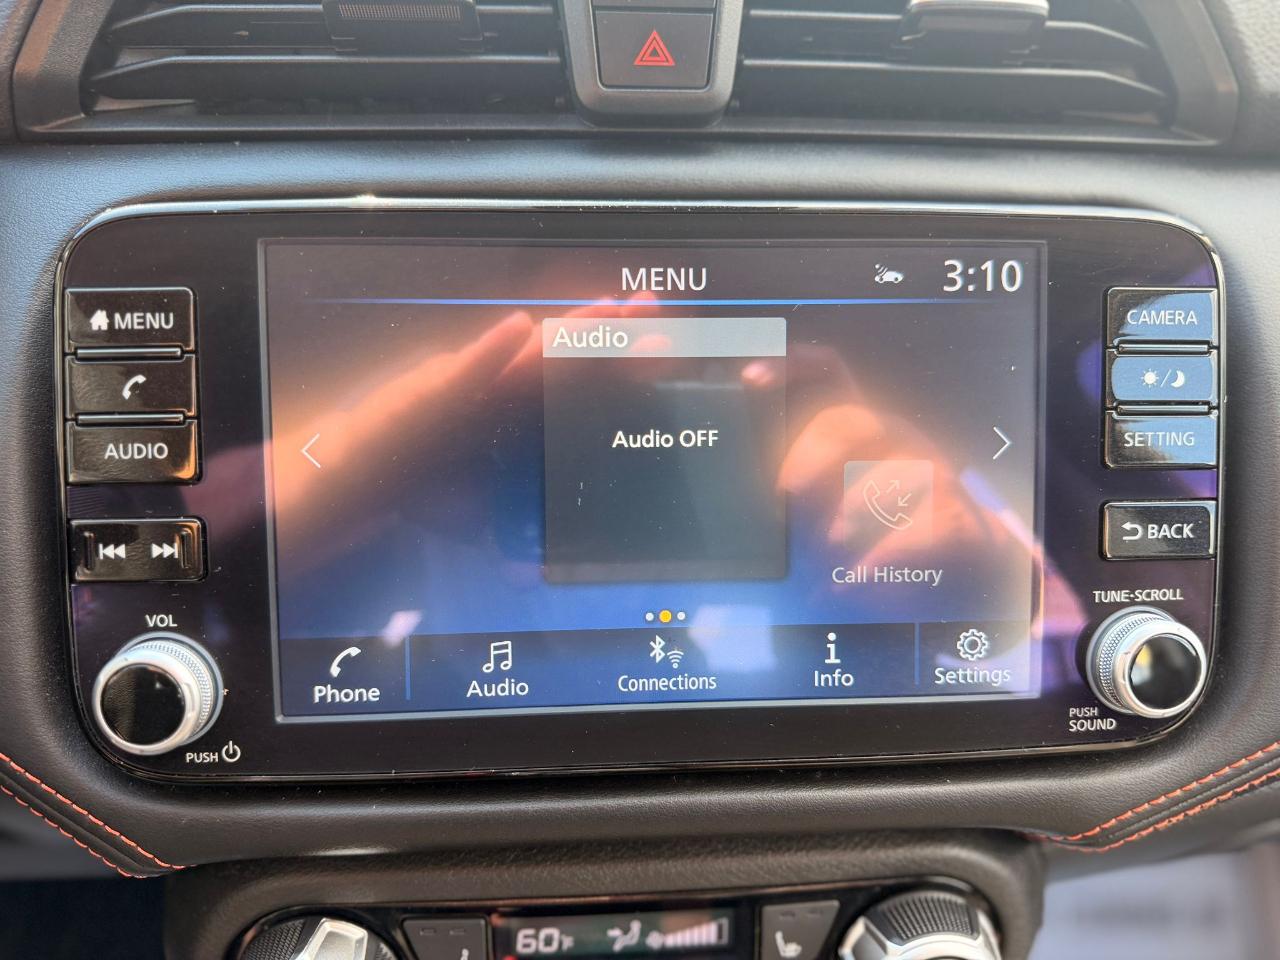 MENU
3:10
MENU
AUDIO
VOL
PUSH
Audio
Audio OFF
Call History
Phone
Audio
Connections
Info
Settings
CAMERA
SETTING
BACK
TUNE•SCROLL
PUSH
SOUND
60°F